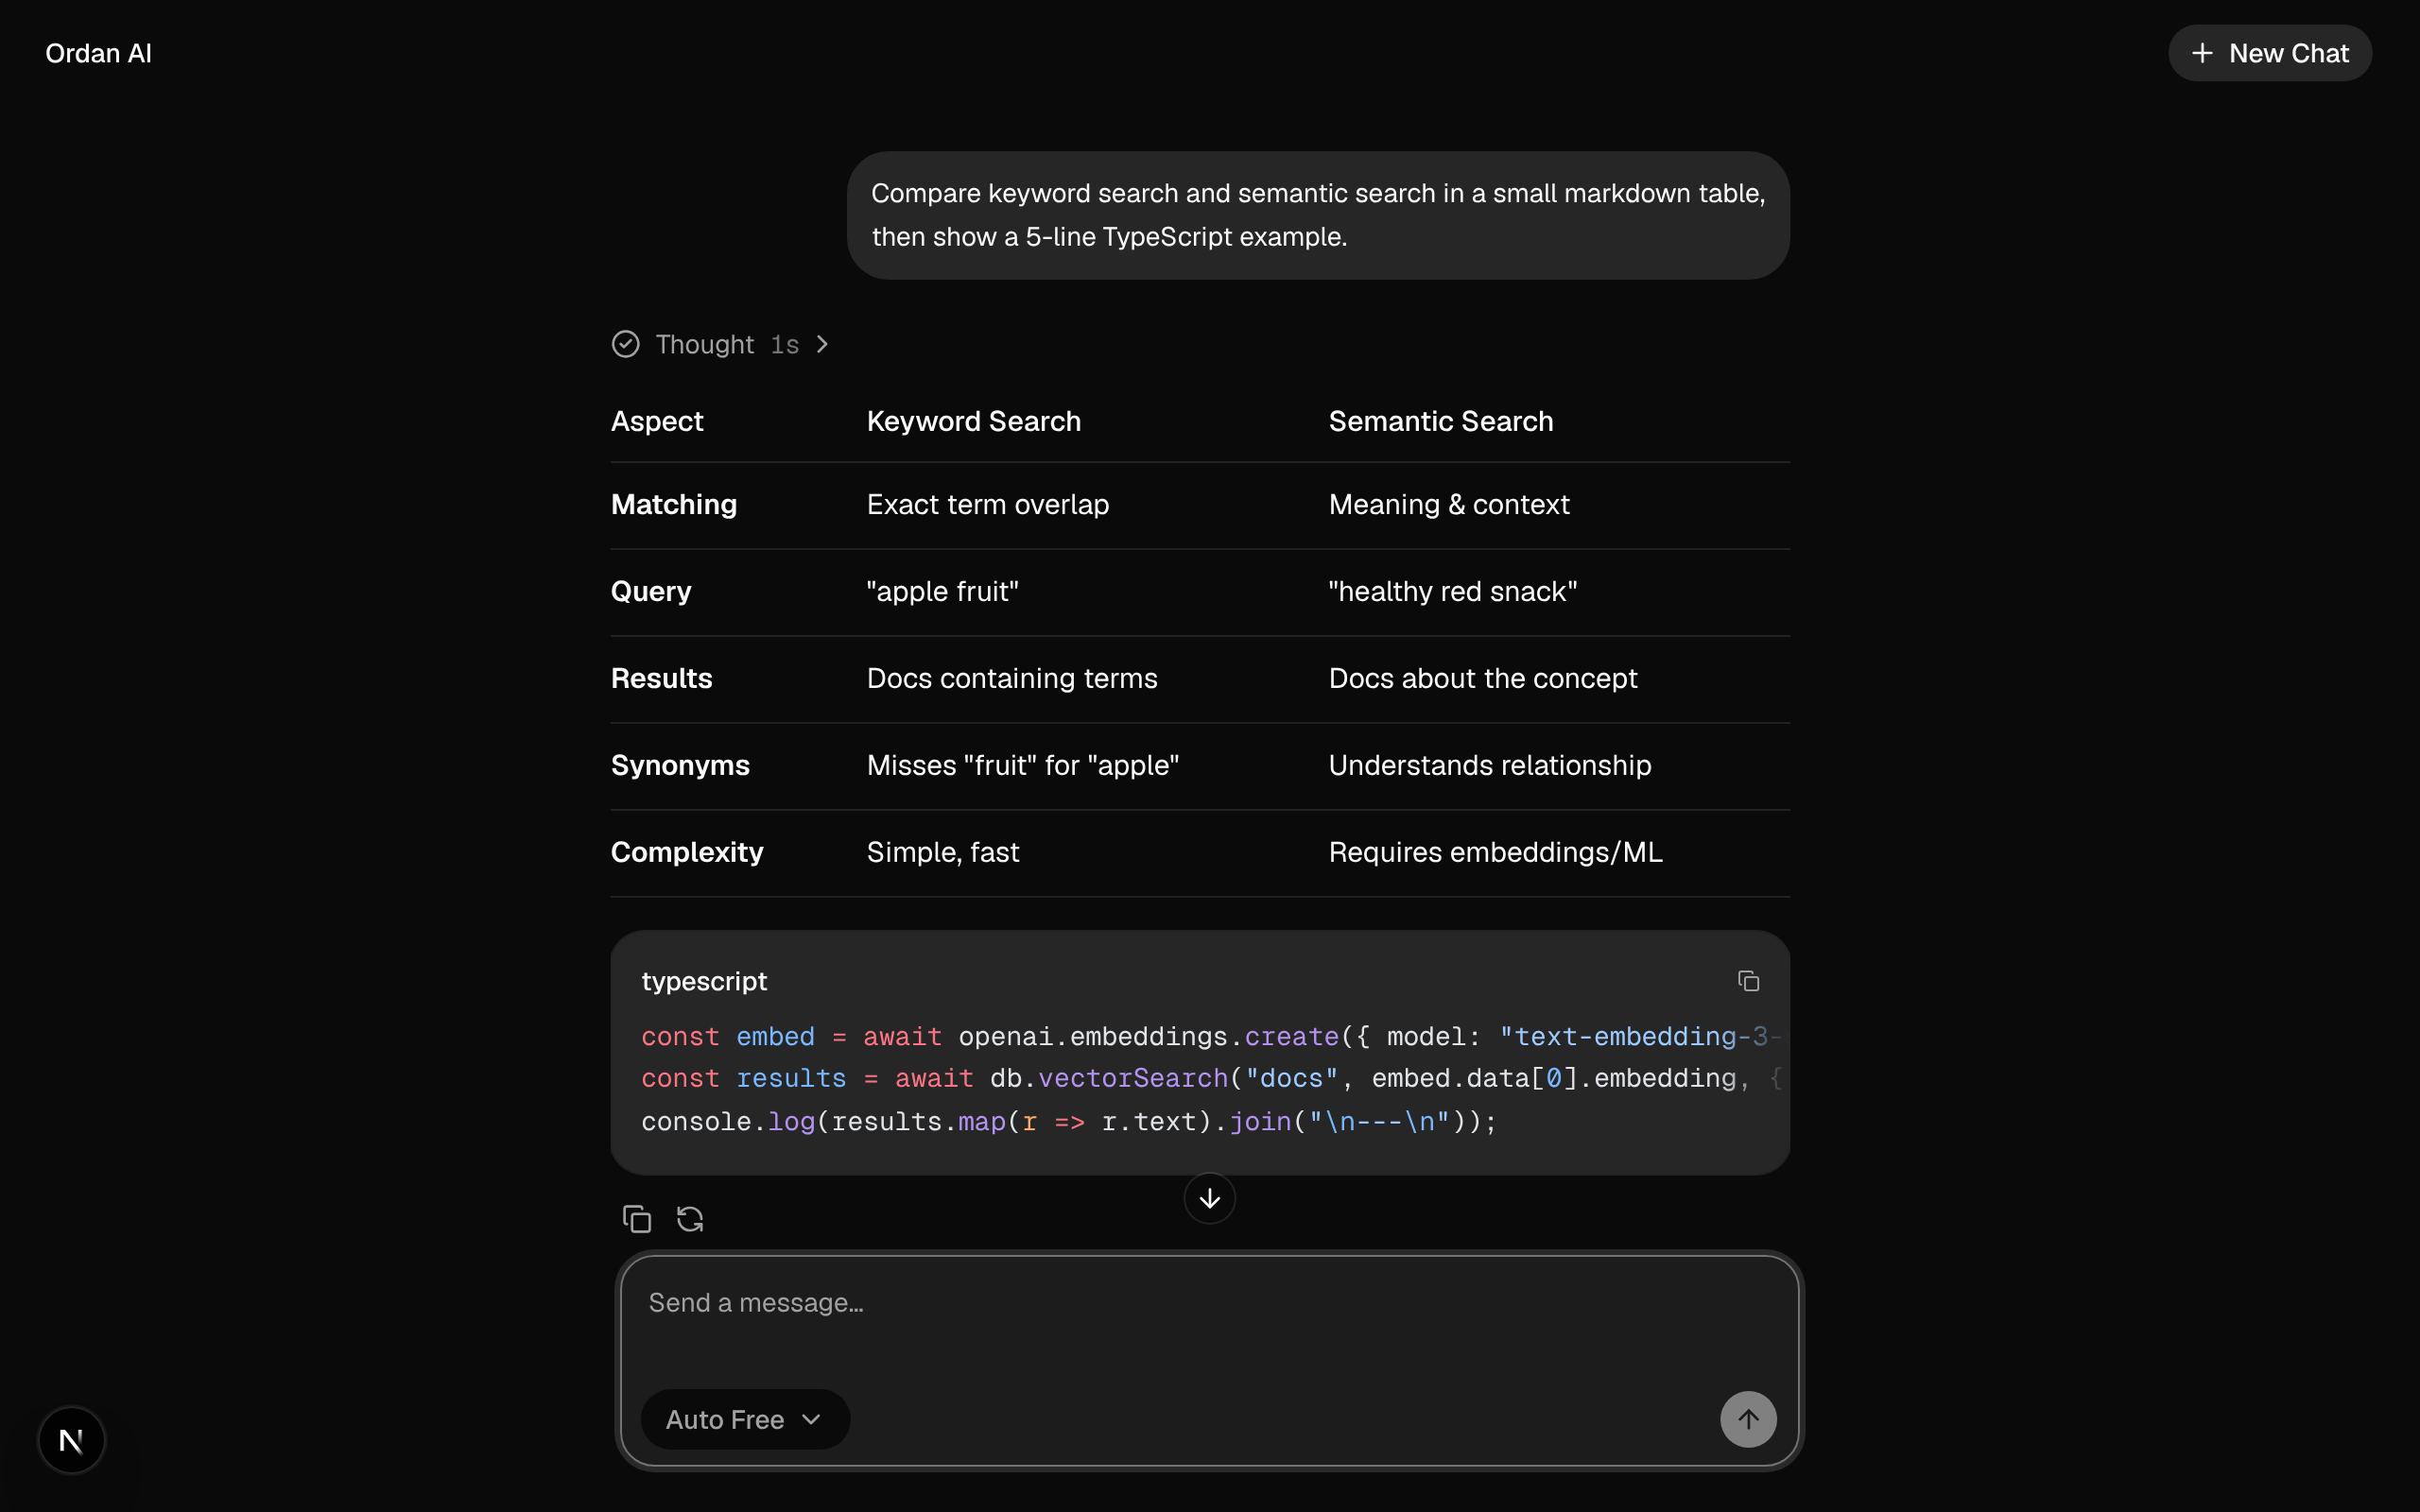 Ordan AI
New Chat
Compare keyword search and semantic search in a small markdown table,
then show a 5-line TypeScript example.
Thought 1s
Aspect Keyword Search Semantic Search
Matching Exact term overlap Meaning & context
Query "apple fruit" "healthy red snack"
Results Docs containing terms Docs about the concept
Synonyms Misses "fruit" for "apple" Understands relationship
Complexity Simple, fast Requires embeddings/ML
typescript
const embed = await openai.embeddings.create({ model: "text-embedding-3-
const results = await db.vectorSearch("docs", embed.data[0].embedding, {
console.log(results.map(r => r.text).join("\n---\n"));
Send a message…
Auto Free
N